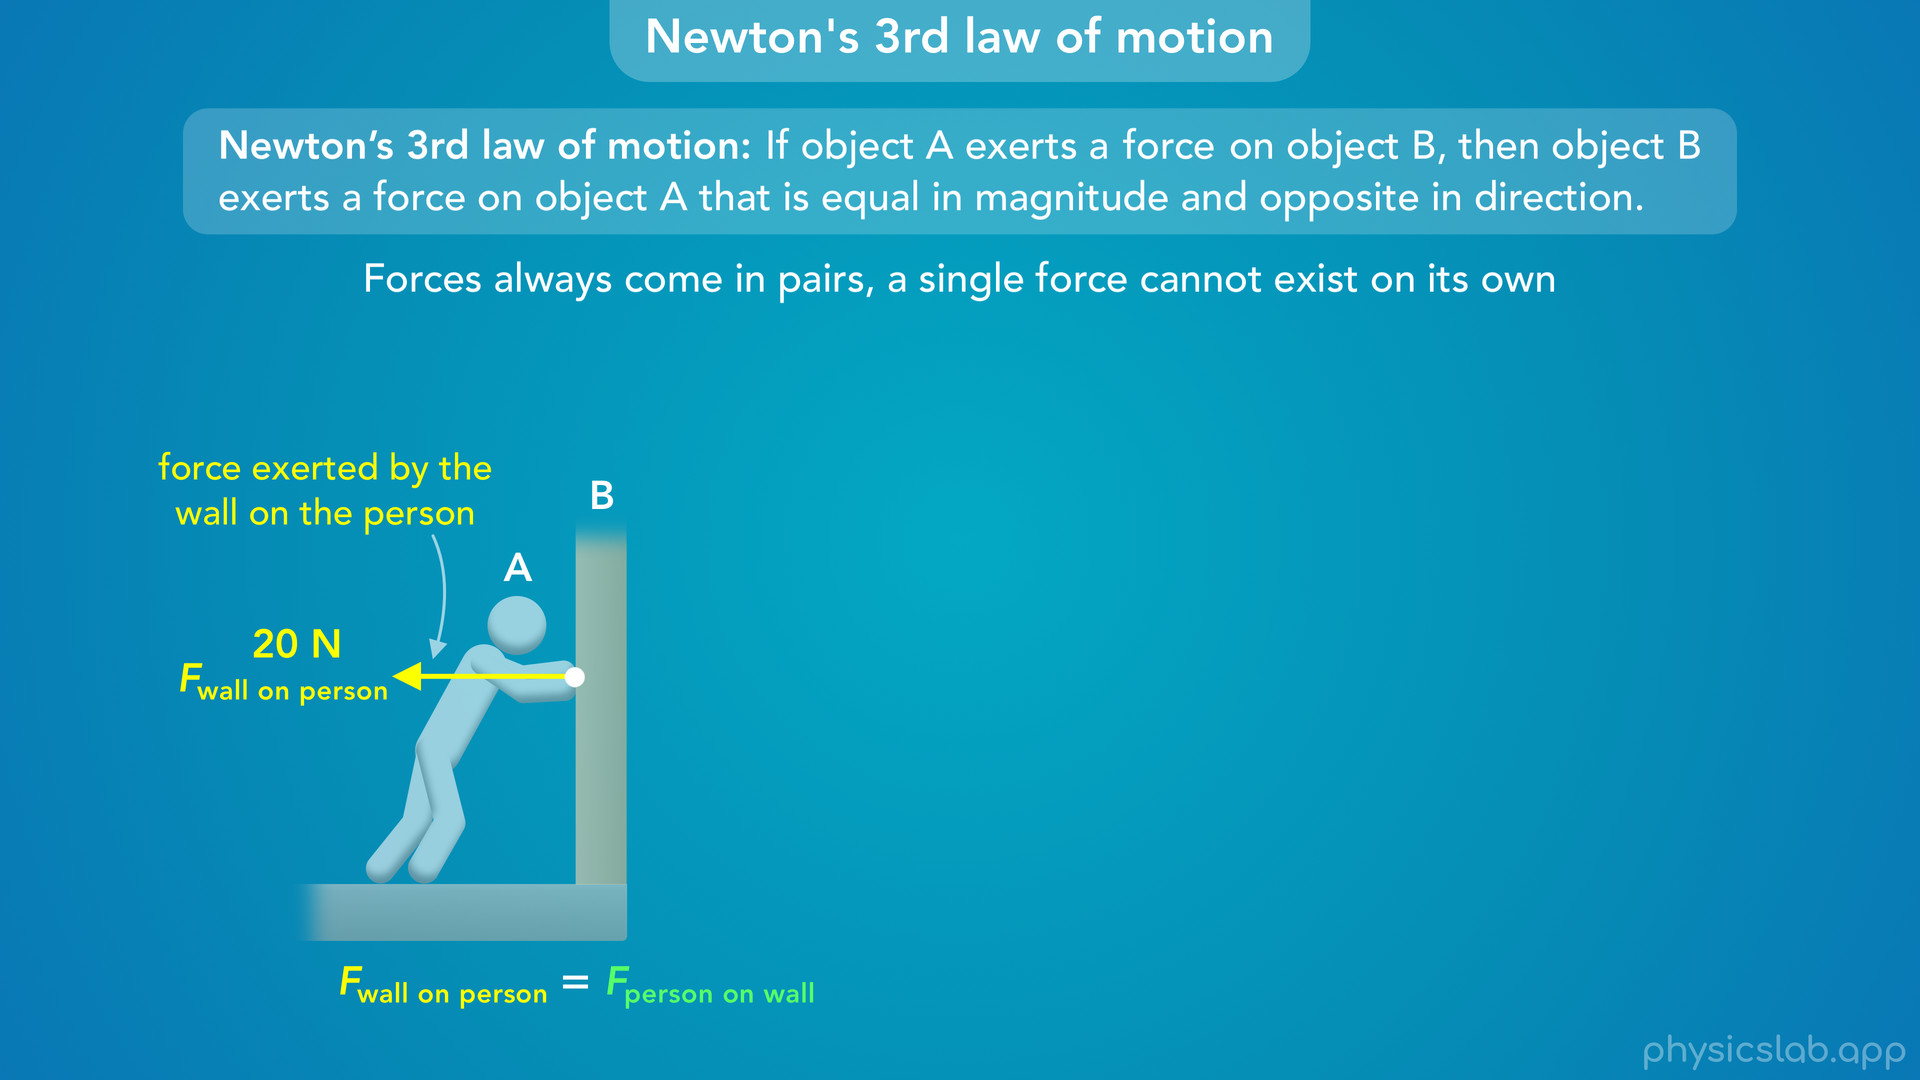 Newton's 3rd law of motion
Newton’s 3rd law of motion: If object A exerts a force on object B, then object B
exerts a force on object A that is equal in magnitude and opposite in direction.
Forces always come in pairs, a single force cannot exist on its own
force exerted by the
wall on the person
B
A
20 N
F wall on person
F wall on person = F person on wall
physicslab.app